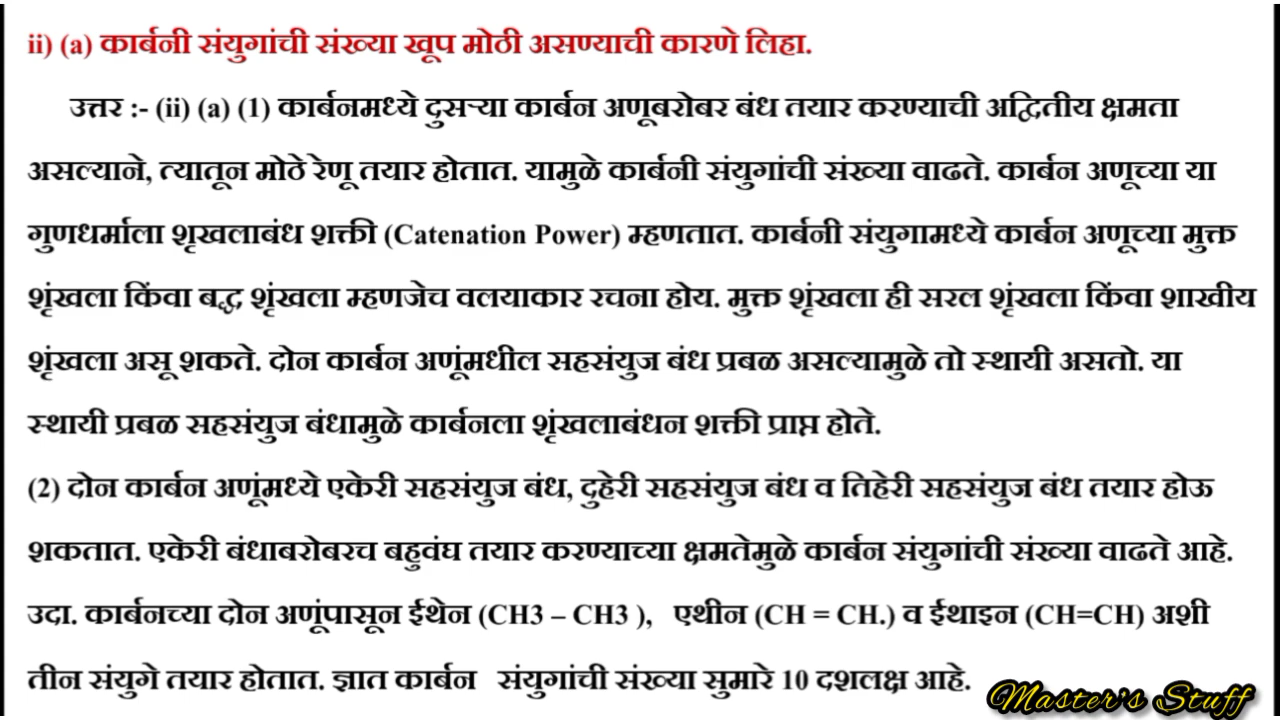 ii) (a) कार्बनी संयुगांची संख्या खूप मोठी असण्याची कारणे लिहा.
उत्तर :- (ii) (a) (1) कार्बनमध्ये दुसऱ्या कार्बन अणूबरोबर बंध तयार करण्याची अद्वितीय क्षमता
असल्याने, त्यातून मोठे रेणू तयार होतात. यामुळे कार्बनी संयुगांची संख्या वाढते. कार्बन अणूच्या या
गुणधर्माला शृखलाबंध शक्ती (Catenation Power) म्हणतात. कार्बनी संयुगामध्ये कार्बन अणूच्या मुक्त
शृंखला किंवा बद्ध शृंखला म्हणजेच वलयाकार रचना होय. मुक्त शृंखला ही सरल शृंखला किंवा शाखीय
शृंखला असू शकते. दोन कार्बन अणूंमधील सहसंयुज बंध प्रबळ असल्यामुळे तो स्थायी असतो. या
स्थायी प्रबळ सहसंयुज बंधामुळे कार्बनला शृंखलाबंधन शक्ती प्राप्त होते.
(2) दोन कार्बन अणूंमध्ये एकेरी सहसंयुज बंध, दुहेरी सहसंयुज बंध व तिहेरी सहसंयुज बंध तयार होऊ
शकतात. एकेरी बंधाबरोबरच बहुवंघ तयार करण्याच्या क्षमतेमुळे कार्बन संयुगांची संख्या वाढते आहे.
उदा. कार्बनच्या दोन अणूंपासून ईथेन (CH3 – CH3 ), एथीन (CH = CH.) व ईथाइन (CH=CH) अशी
तीन संयुगे तयार होतात. ज्ञात कार्बन संयुगांची संख्या सुमारे 10 दशलक्ष आहे.
Master's Stuff